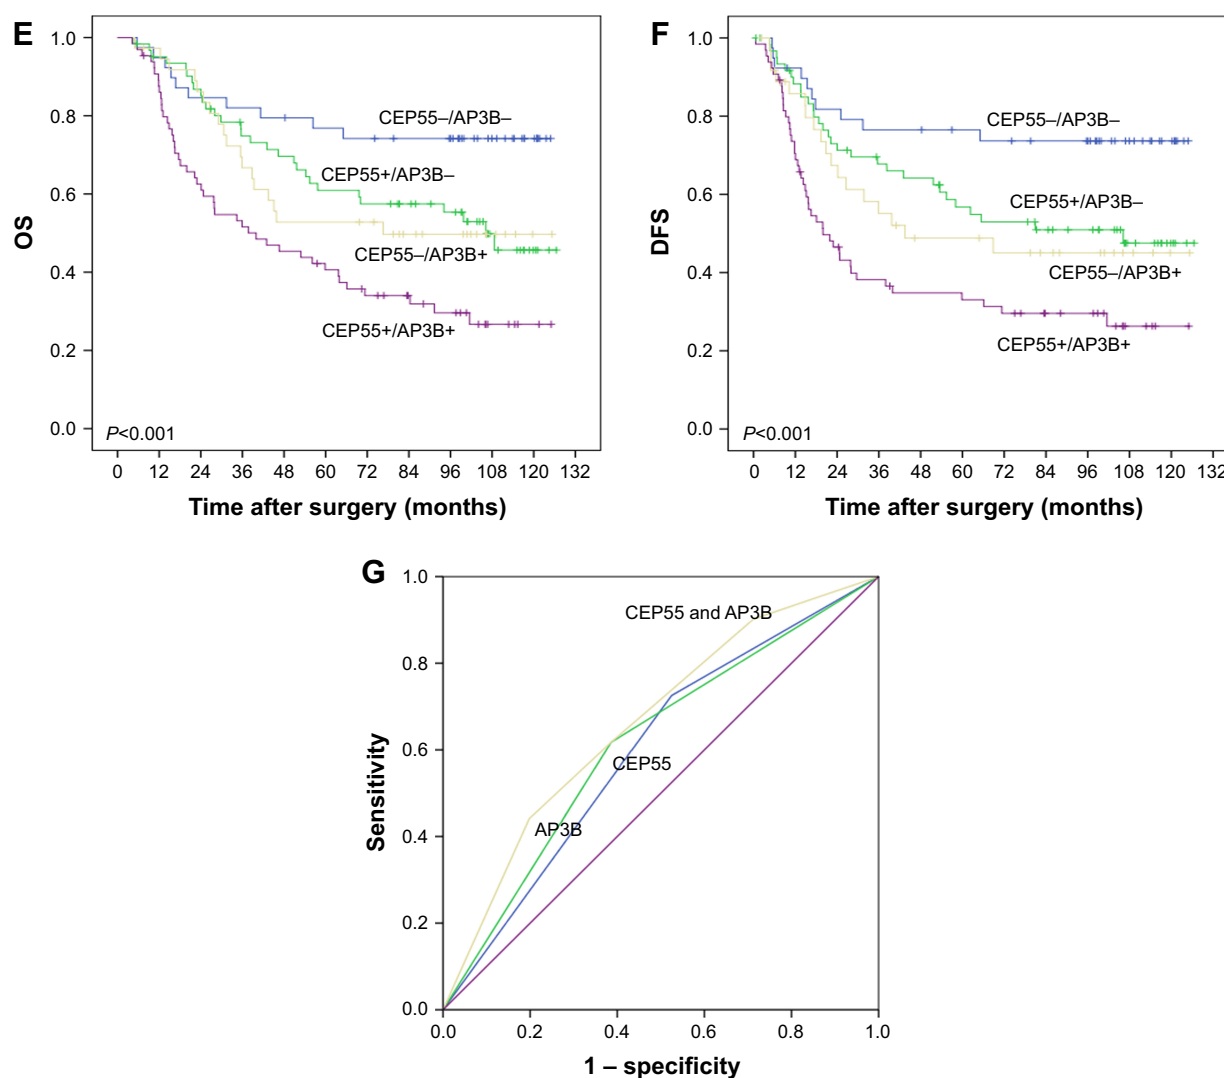 E
1.0
0.8
0.6
0.4
0.2
0.0
OS
CEP55–/AP3B–
CEP55+/AP3B–
CEP55–/AP3B+
CEP55+/AP3B+
P<0.001
0 12 24 36 48 60 72 84 96 108 120 132
Time after surgery (months)
F
1.0
0.8
0.6
0.4
0.2
0.0
DFS
CEP55–/AP3B–
CEP55+/AP3B–
CEP55–/AP3B+
CEP55+/AP3B+
P<0.001
0 12 24 36 48 60 72 84 96 108 120 132
Time after surgery (months)
G
1.0
0.8
0.6
0.4
0.2
0.0
Sensitivity
CEP55 and AP3B
CEP55
AP3B
0.0 0.2 0.4 0.6 0.8 1.0
1 – specificity